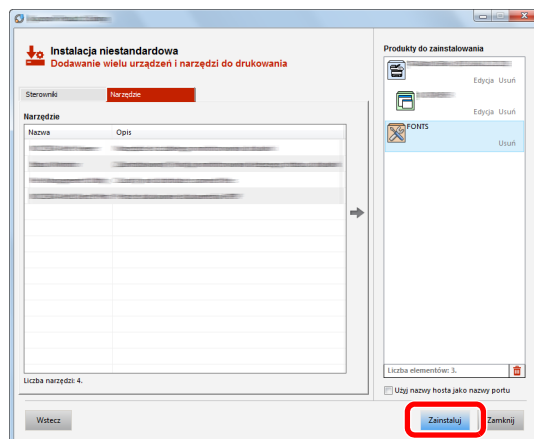 Instalacja niestandardowa
Dodawanie wielu urządzeń i narzędzi do drukowania
Sterowniki
Narzędzie
Narzędzie
Nazwa
Opis
Liczba narzędzi: 4.
Produkty do zainstalowania
Edycja Usuń
Edycja Usuń
FONTS
Usuń
Liczba elementów: 3.
Użyj nazwy hosta jako nazwy portu
Wstecz
Zainstaluj
Zamknij